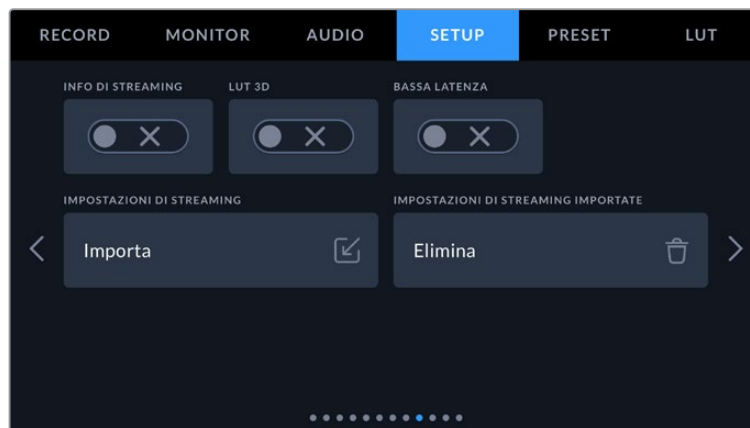 RECORD MONITOR AUDIO SETUP PRESET LUT
INFO DI STREAMING LUT 3D BASSA LATENZA
IMPOSTAZIONI DI STREAMING IMPOSTAZIONI DI STREAMING IMPORTATE
Importa Elimina